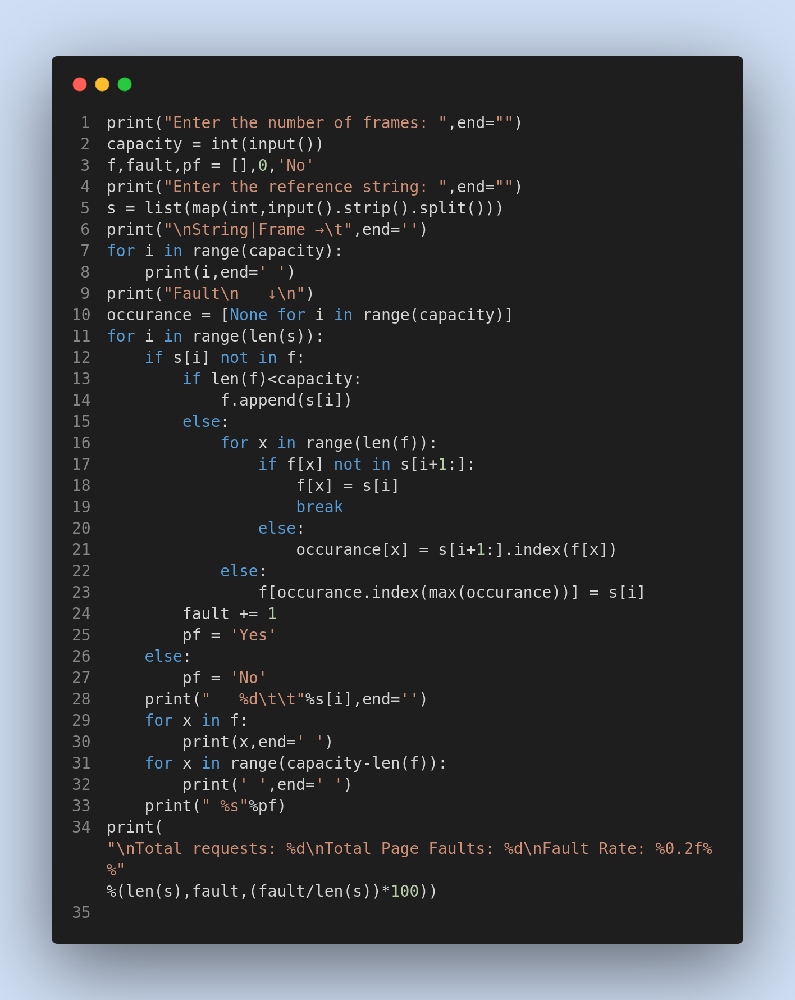 1 print("Enter the number of frames: ",end="")
2 capacity = int(input())
3 f,fault,pf = [],0,'No'
4 print("Enter the reference string: ",end="")
5 s = list(map(int,input().strip().split()))
6 print("\nString|Frame →\t",end='')
7 for i in range(capacity):
8     print(i,end=' ')
9 print("Fault\n   ↓\n")
10 occurance = [None for i in range(capacity)]
11 for i in range(len(s)):
12     if s[i] not in f:
13         if len(f)<capacity:
14             f.append(s[i])
15         else:
16             for x in range(len(f)):
17                 if f[x] not in s[i+1:]:
18                     f[x] = s[i]
19                     break
20                 else:
21                     occurance[x] = s[i+1:].index(f[x])
22             else:
23                 f[occurance.index(max(occurance))] = s[i]
24         fault += 1
25         pf = 'Yes'
26     else:
27         pf = 'No'
28     print("   %d\t\t"%s[i],end='')
29     for x in f:
30         print(x,end=' ')
31     for x in range(capacity-len(f)):
32         print(' ',end=' ')
33     print(" %s"%pf)
34 print(
"\nTotal requests: %d\nTotal Page Faults: %d\nFault Rate: %0.2f%
%"
%(len(s),fault,(fault/len(s))*100))
35